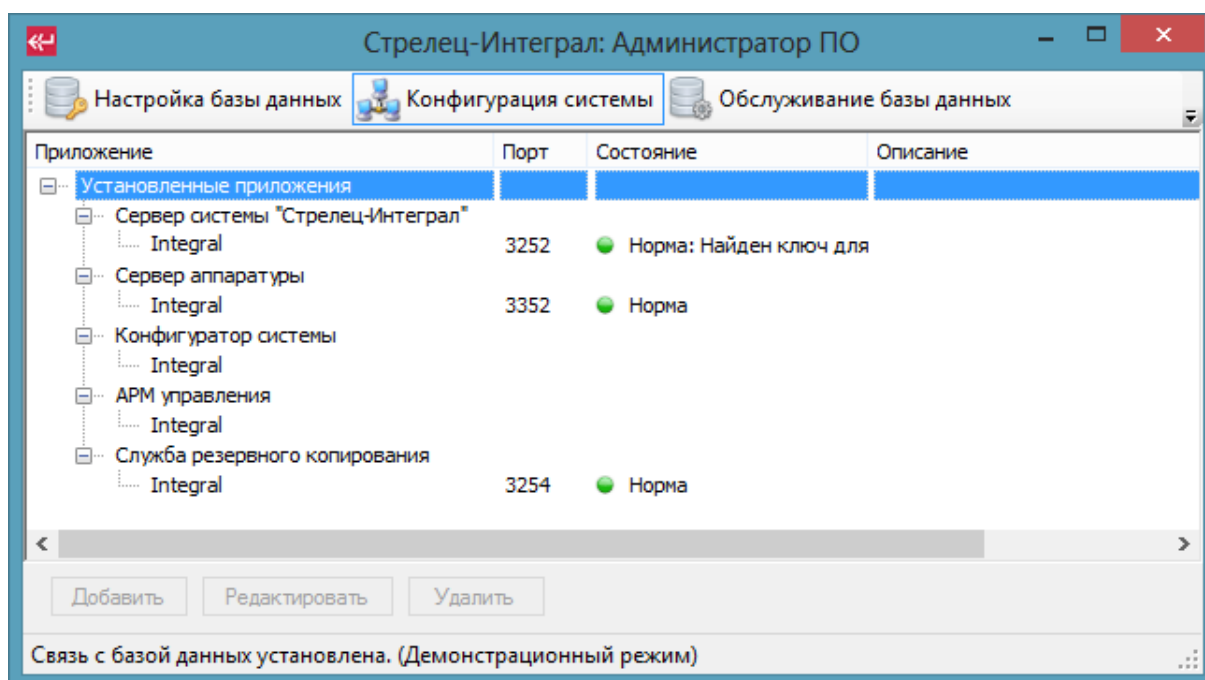 Стрелец-Интеграл: Администратор ПО
Настройка базы данных Конфигурация системы Обслуживание базы данных
Приложение Порт Состояние Описание
Установленные приложения
Сервер системы "Стрелец-Интеграл"
Integral 3252 Норма: Найден ключ для
Сервер аппаратуры
Integral 3352 Норма
Конфигуратор системы
Integral
АРМ управления
Integral
Служба резервного копирования
Integral 3254 Норма
Добавить Редактировать Удалить
Связь с базой данных установлена. (Демонстрационный режим)